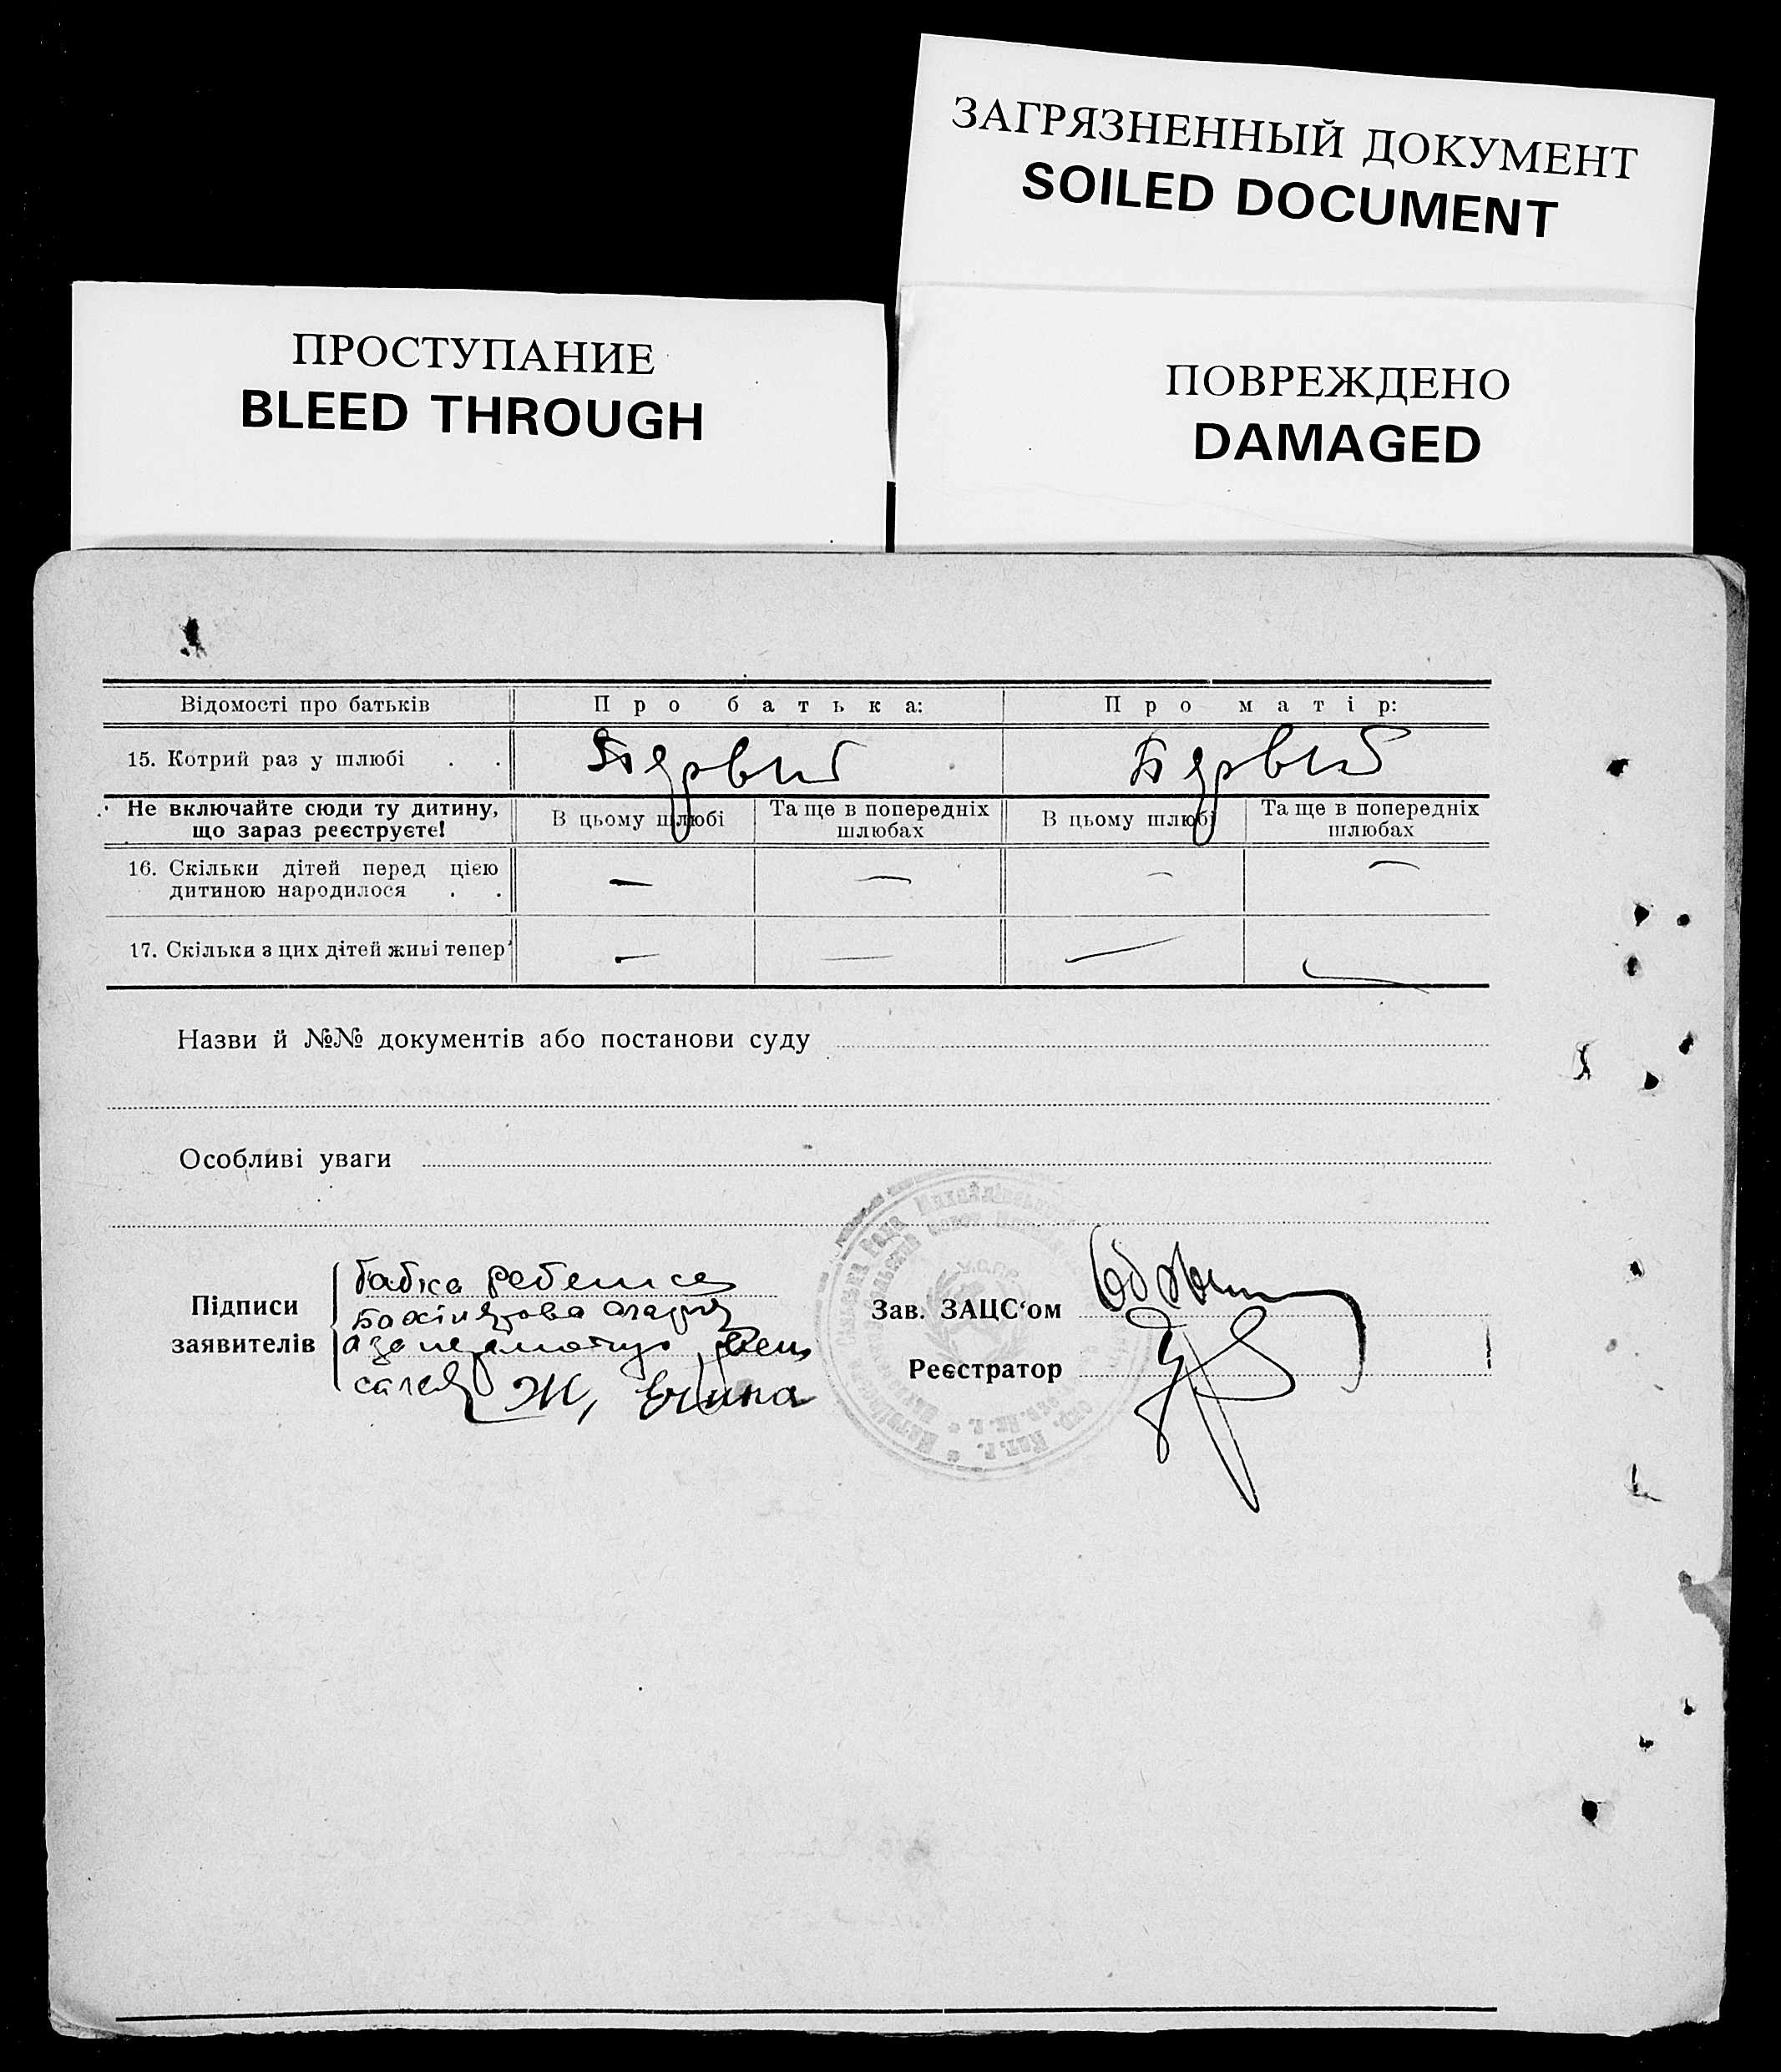 ЗАГРЯЗНЕННЫЙ ДОКУМЕНТ
SOILED DOCUMENT
ПРОСТУПАНИЕ
BLEED THROUGH
ПОВРЕЖДЕНО
DAMAGED
Відомості про батьків Про батька: Про матір:
15. Котрий раз у шлюбі . . Первый Первый
Не включайте сюди ту дитину, що зараз реєструєте! В цьому шлюбі Та ще в попередніх шлюбах В цьому шлюбі Та ще в попередніх шлюбах
16. Скільки дітей перед цією дитиною народилося . . — — — —
17. Скільки з цих дітей живі тепер — — — —
Назви й №№ документів або постанови суду
Особливі уваги
Підписи заявителів
бабка ребенка
а за неграмотную
Зав. ЗАЦС'ом
Реєстратор